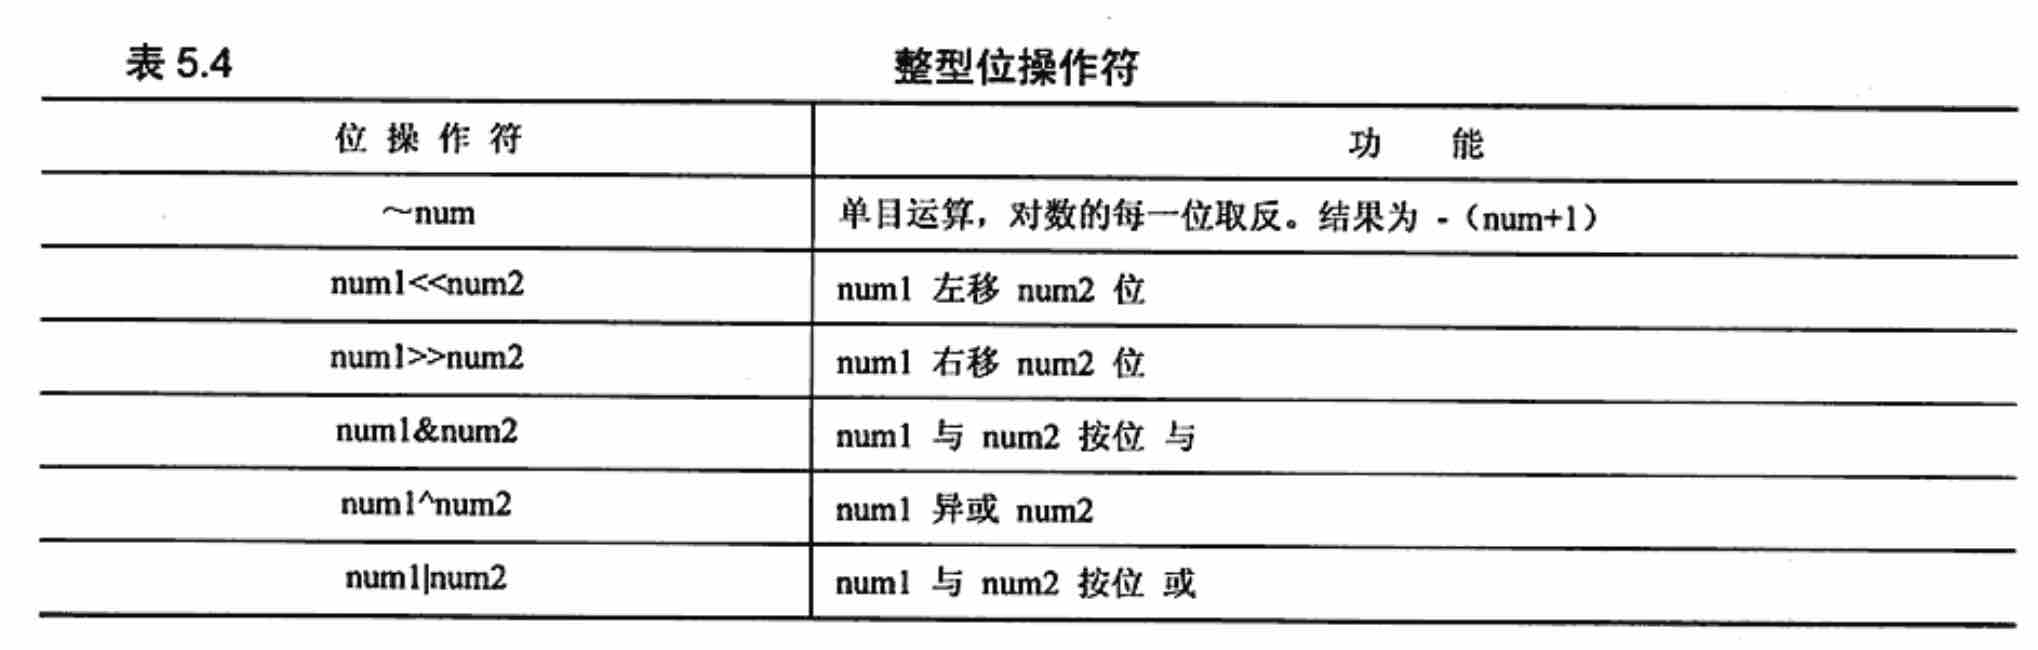 表 5.4 整型位操作符
位 操 作 符 功 能
～num 单目运算，对数的每一位取反。结果为 -（num+1）
num1<<num2 num1 左移 num2 位
num1>>num2 num1 右移 num2 位
num1&num2 num1 与 num2 按位 与
num1^num2 num1 异或 num2
num1|num2 num1 与 num2 按位 或